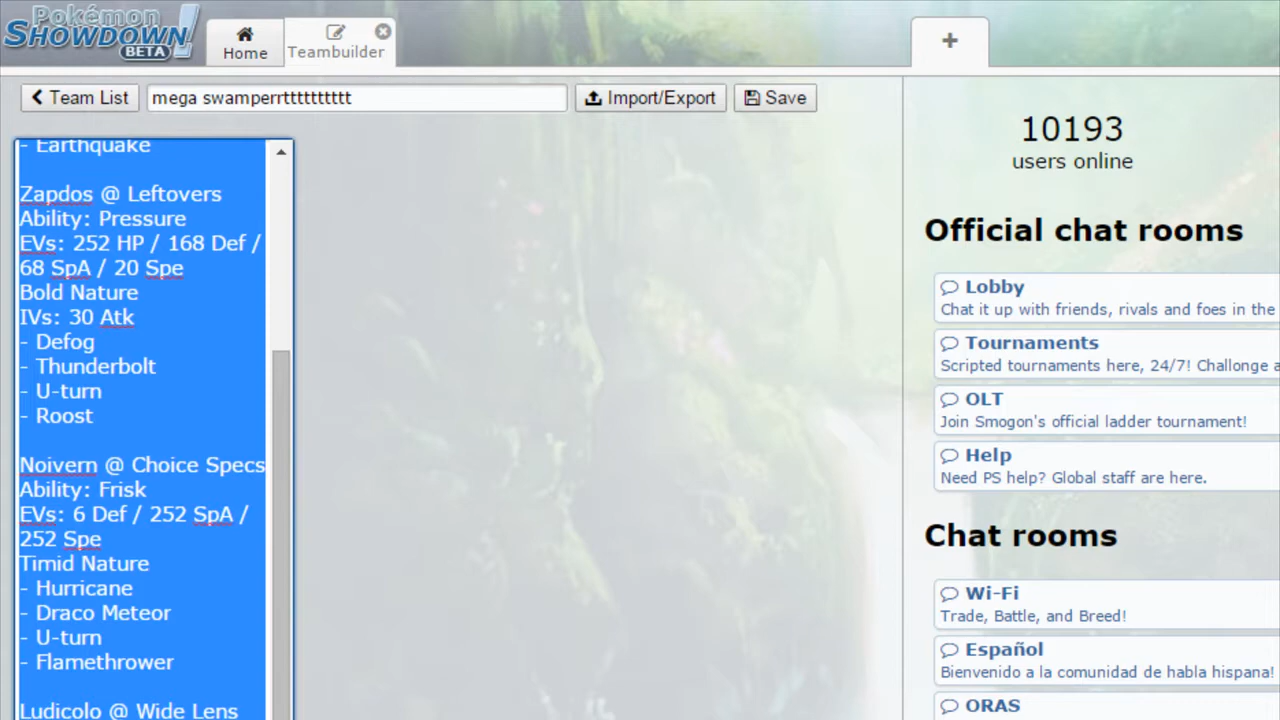 Pokémon
SHOWDOWN!
BETA
Home
Teambuilder
+
Team List
mega swamperrtttttttttt
Import/Export
Save
- Earthquake
Zapdos @ Leftovers
Ability: Pressure
EVs: 252 HP / 168 Def /
68 SpA / 20 Spe
Bold Nature
IVs: 30 Atk
- Defog
- Thunderbolt
- U-turn
- Roost
Noivern @ Choice Specs
Ability: Frisk
EVs: 6 Def / 252 SpA /
252 Spe
Timid Nature
- Hurricane
- Draco Meteor
- U-turn
- Flamethrower
Ludicolo @ Wide Lens
10193
users online
Official chat rooms
Lobby
Chat it up with friends, rivals and foes in the
Tournaments
Scripted tournaments here, 24/7! Challenge a
OLT
Join Smogon's official ladder tournament!
Help
Need PS help? Global staff are here.
Chat rooms
Wi-Fi
Trade, Battle, and Breed!
Español
Bienvenido a la comunidad de habla hispana!
ORAS